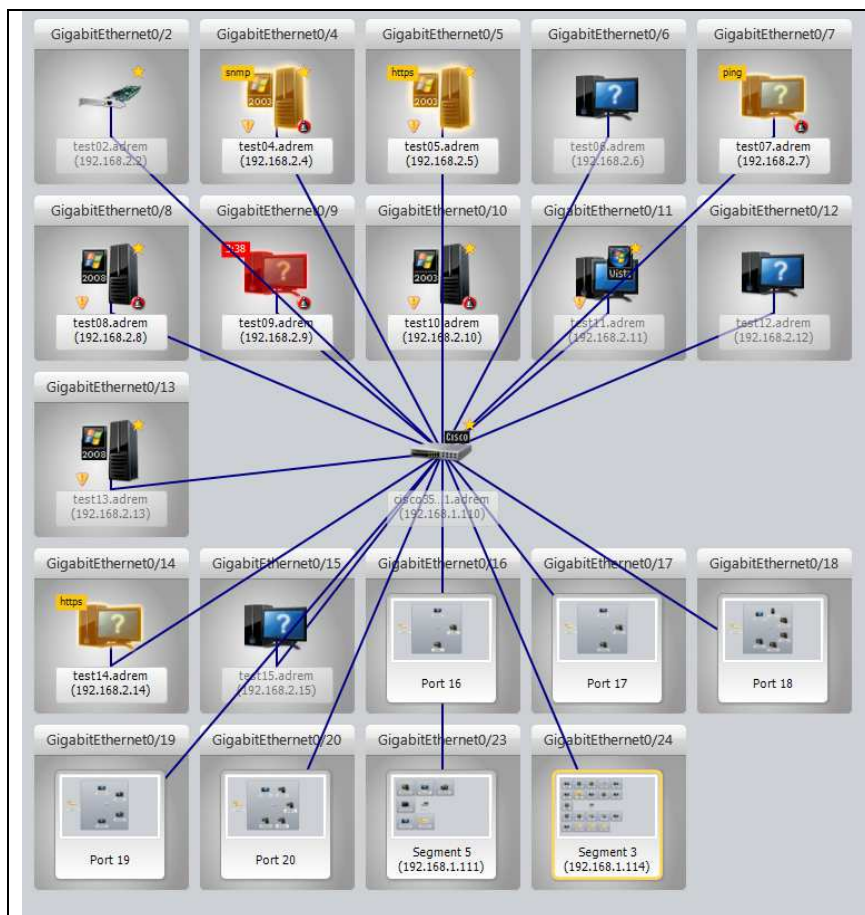 GigabitEthernet0/2
GigabitEthernet0/4
GigabitEthernet0/5
GigabitEthernet0/6
GigabitEthernet0/7
snmp
2003
https
2003
ping
test02.adrem
(192.168.2.2)
test04.adrem
(192.168.2.4)
test05.adrem
(192.168.2.5)
test06.adrem
(192.168.2.6)
test07.adrem
(192.168.2.7)
GigabitEthernet0/8
GigabitEthernet0/9
GigabitEthernet0/10
GigabitEthernet0/11
GigabitEthernet0/12
2008
2003
Vista
test08.adrem
(192.168.2.8)
test09.adrem
(192.168.2.9)
test10.adrem
(192.168.2.10)
test11.adrem
(192.168.2.11)
test12.adrem
(192.168.2.12)
GigabitEthernet0/13
2008
test13.adrem
(192.168.2.13)
CISCO
cisco35...1.adrem
(192.168.1.110)
GigabitEthernet0/14
GigabitEthernet0/15
GigabitEthernet0/16
GigabitEthernet0/17
GigabitEthernet0/18
https
test14.adrem
(192.168.2.14)
test15.adrem
(192.168.2.15)
Port 16
Port 17
Port 18
GigabitEthernet0/19
GigabitEthernet0/20
GigabitEthernet0/23
GigabitEthernet0/24
Port 19
Port 20
Segment 5
(192.168.1.111)
Segment 3
(192.168.1.114)